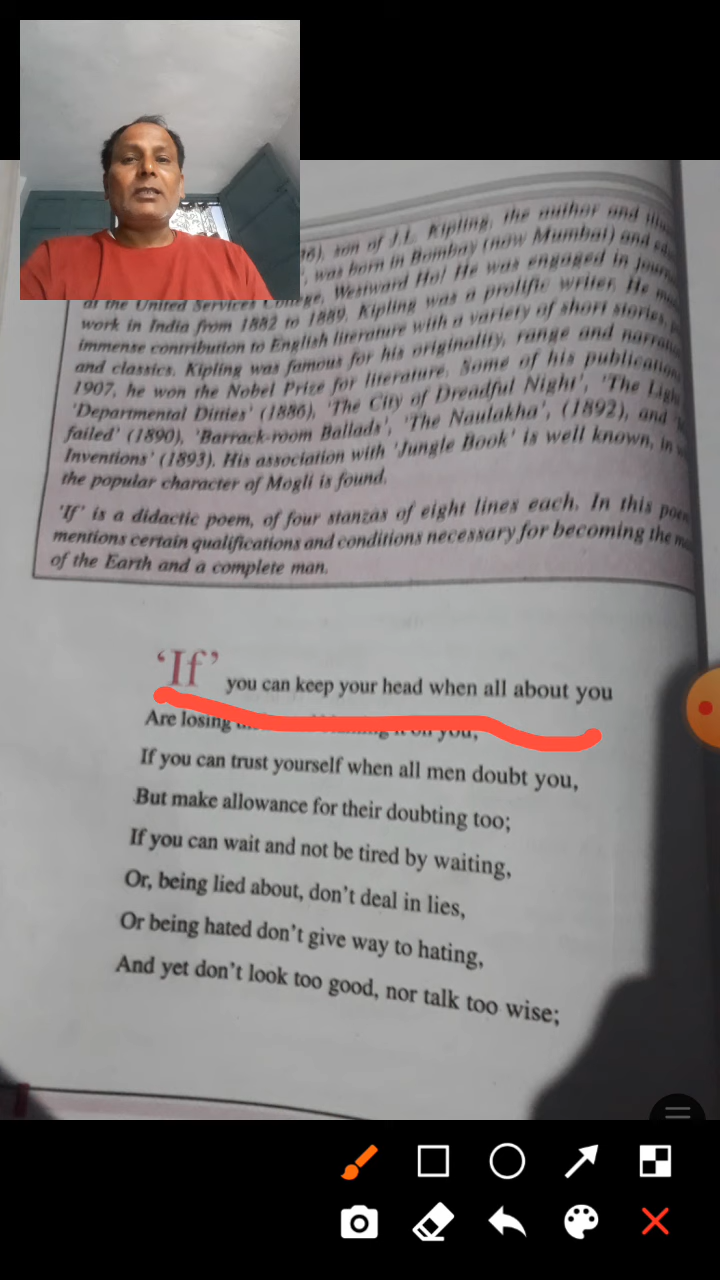 6), son of J.L. Kipling, the author and
, was born in Bombay (now Mumbai) and
at the United Services College, Westward Ho! He was engaged in
work in India from 1882 to 1889. Kipling was a prolific writer. He
immense contribution to English literature with a variety of short stories,
and classics. Kipling was famous for his originality, range and
1907, he won the Nobel Prize for literature. Some of his
'Departmental Ditties' (1886), 'The City of Dreadful Night', 'The
failed' (1890), 'Barrack-room Ballads', 'The Naulakha', (1892), and
Inventions' (1893). His association with 'Jungle Book' is well known, in
the popular character of Mogli is found.
'If' is a didactic poem, of four stanzas of eight lines each. In this
mentions certain qualifications and conditions necessary for becoming the
of the Earth and a complete man.
'If' you can keep your head when all about you
Are losing on you,
If you can trust yourself when all men doubt you,
But make allowance for their doubting too;
If you can wait and not be tired by waiting,
Or, being lied about, don't deal in lies,
Or being hated don't give way to hating,
And yet don't look too good, nor talk too wise;